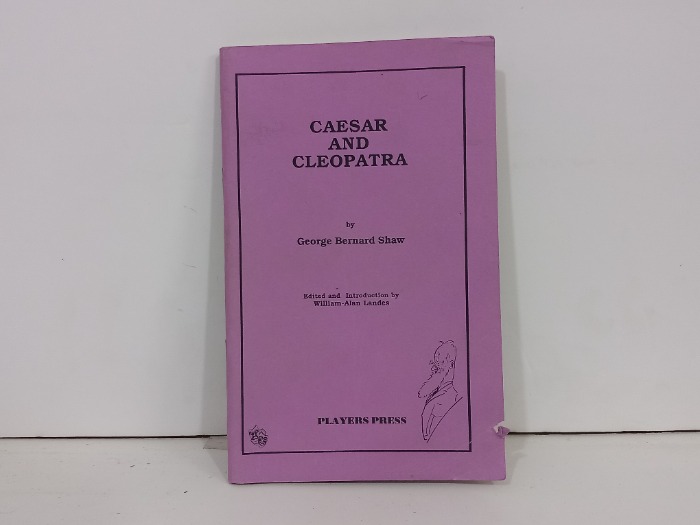 CAESAR
AND
CLEOPATRA
by
George Bernard Shaw
Edited and Introduction by
William-Alan Landes
PLAYERS PRESS